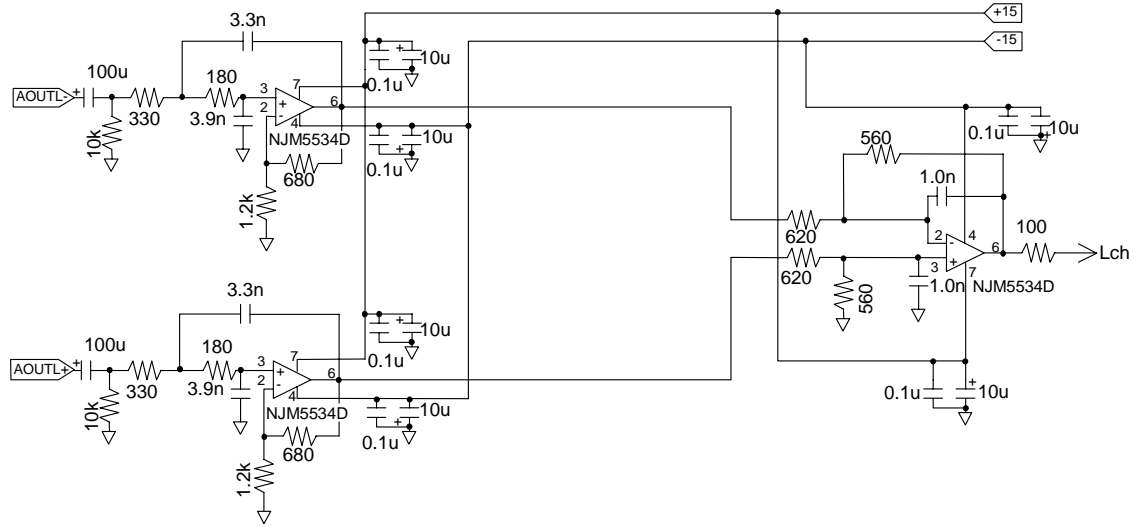 +15
-15
3.3n
+
10u
0.1u
100u
AOUTL-
+
180
330
3.9n
10k
3
2
+
-
7
4
6
NJM5534D
+
10u
0.1u
680
1.2k
0.1u
10u
+
560
1.0n
620
620
2
3
-
+
4
7
6
100
Lch
1.0n
NJM5534D
560
3.3n
+
10u
0.1u
100u
AOUTL+
+
180
330
3.9n
10k
3
2
+
-
7
4
6
NJM5534D
+
10u
0.1u
680
1.2k
0.1u
+
10u